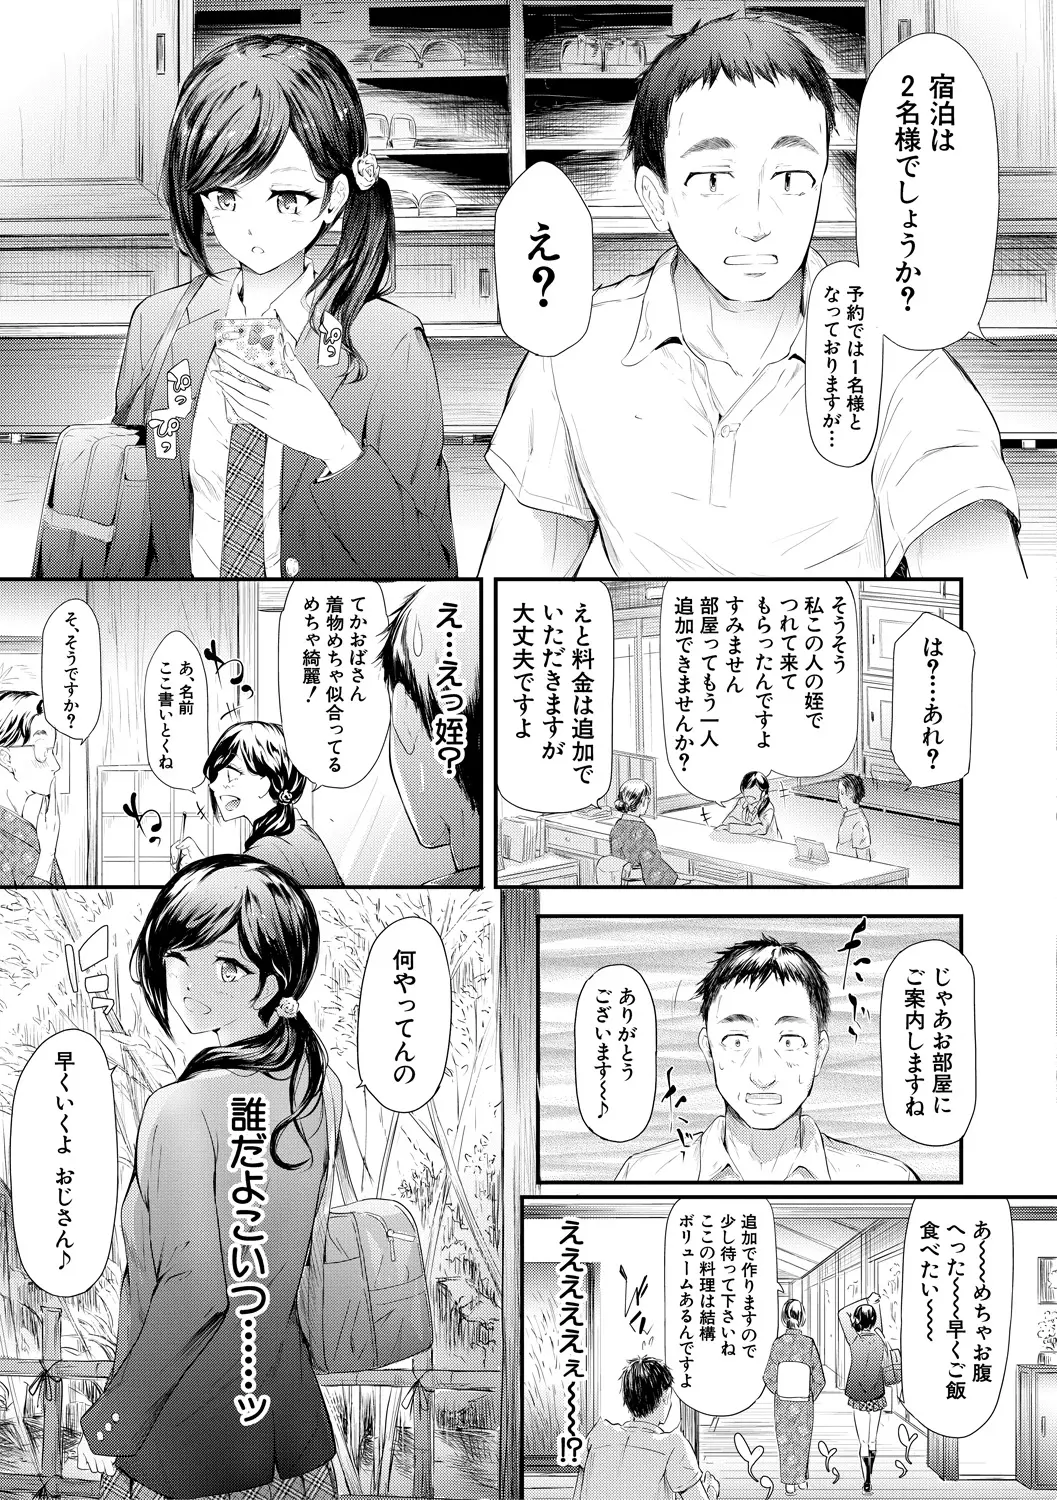 宿泊は
２名様でしょうか？
予約では１名様と
なっておりますが…
え？
ぴっ
ぴっ
ぴっ
は？……あれ？
そうそう
私この人の姪で
つれて来て
もらったんですよ
すみません
部屋ってもう一人
追加できませんか？
えと料金は追加で
いただきますが
大丈夫ですよ
え…えっ姪？
てかおばさん
着物めちゃ似合ってる
めちゃ綺麗！
あ、名前
ここ書いとくね
そ、そうですか？
じゃあお部屋に
ご案内しますね
ありがとう
ございます〜♪
あ〜〜〜めちゃお腹
へった〜〜〜早くご飯
食べたい〜〜〜
追加で作りますので
少し待って下さいね
ここの料理は結構
ボリュームあるんですよ
ええええええぇ〜〜〜!?
何やってんの
早くいくよ おじさん♪
誰だよこいつ………ッ